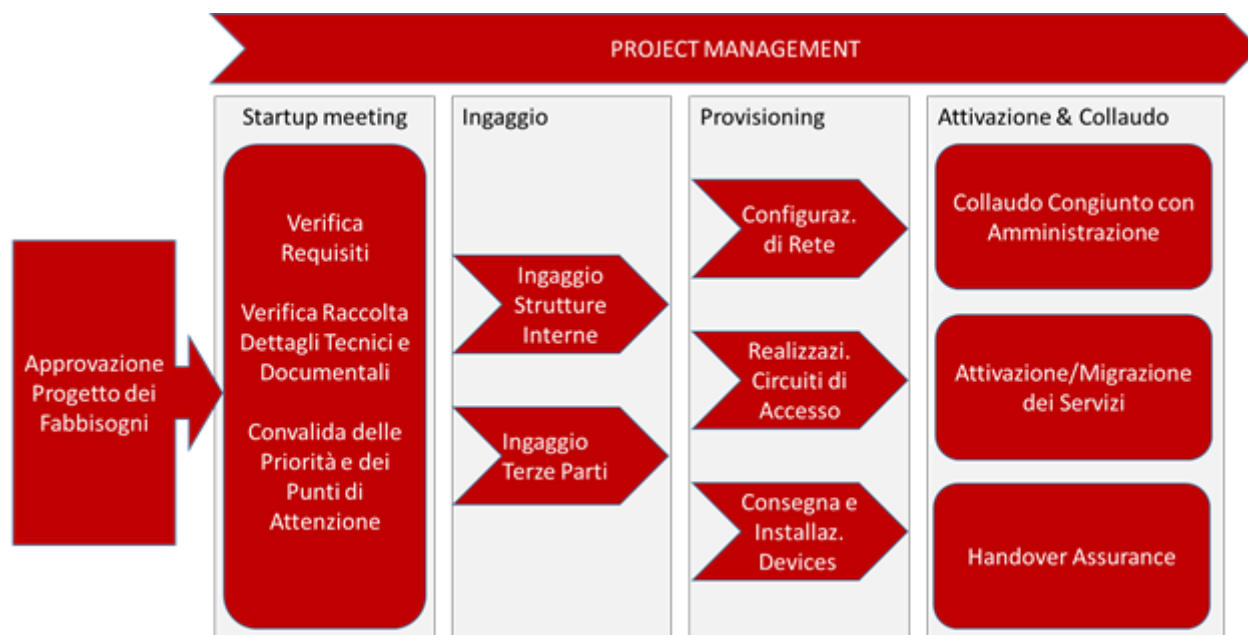 PROJECT MANAGEMENT
Approvazione
Progetto dei
Fabbisogni
Startup meeting
Verifica
Requisiti
Verifica Raccolta
Dettagli Tecnici e
Documentali
Convalida delle
Priorità e dei
Punti di
Attenzione
Ingaggio
Ingaggio
Strutture
Interne
Ingaggio
Terze Parti
Provisioning
Configuraz.
di Rete
Realizzazi.
Circuiti di
Accesso
Consegna e
Installaz.
Devices
Attivazione & Collaudo
Collaudo Congiunto con
Amministrazione
Attivazione/Migrazione
dei Servizi
Handover Assurance